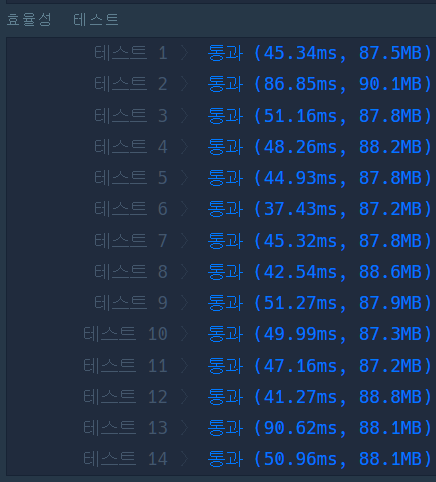 효율성 테스트
테스트 1 〉 통과 (45.34ms, 87.5MB)
테스트 2 〉 통과 (86.85ms, 90.1MB)
테스트 3 〉 통과 (51.16ms, 87.8MB)
테스트 4 〉 통과 (48.26ms, 88.2MB)
테스트 5 〉 통과 (44.93ms, 87.8MB)
테스트 6 〉 통과 (37.43ms, 87.2MB)
테스트 7 〉 통과 (45.32ms, 87.8MB)
테스트 8 〉 통과 (42.54ms, 88.6MB)
테스트 9 〉 통과 (51.27ms, 87.9MB)
테스트 10 〉 통과 (49.99ms, 87.3MB)
테스트 11 〉 통과 (47.16ms, 87.2MB)
테스트 12 〉 통과 (41.27ms, 88.8MB)
테스트 13 〉 통과 (90.62ms, 88.1MB)
테스트 14 〉 통과 (50.96ms, 88.1MB)